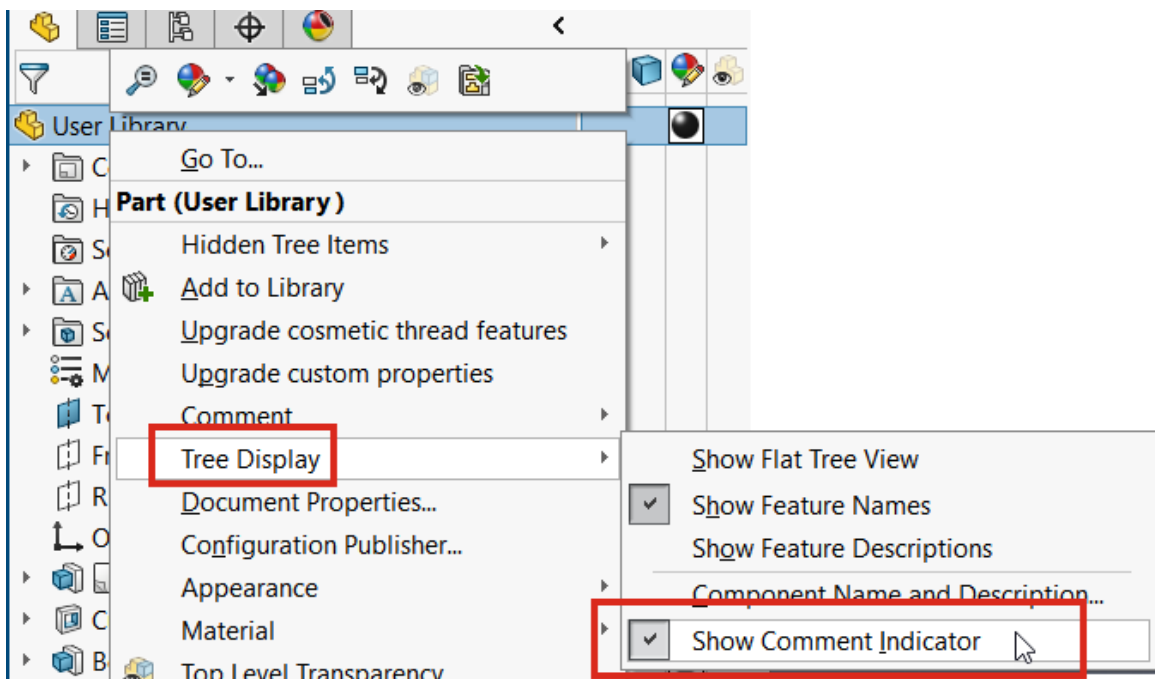 User Library
Go To...
Part (User Library )
Hidden Tree Items
Add to Library
Upgrade cosmetic thread features
Upgrade custom properties
Comment
Tree Display
Show Flat Tree View
Document Properties...
Show Feature Names
Configuration Publisher...
Show Feature Descriptions
Appearance
Component Name and Description...
Material
Show Comment Indicator
Top Level Transparency